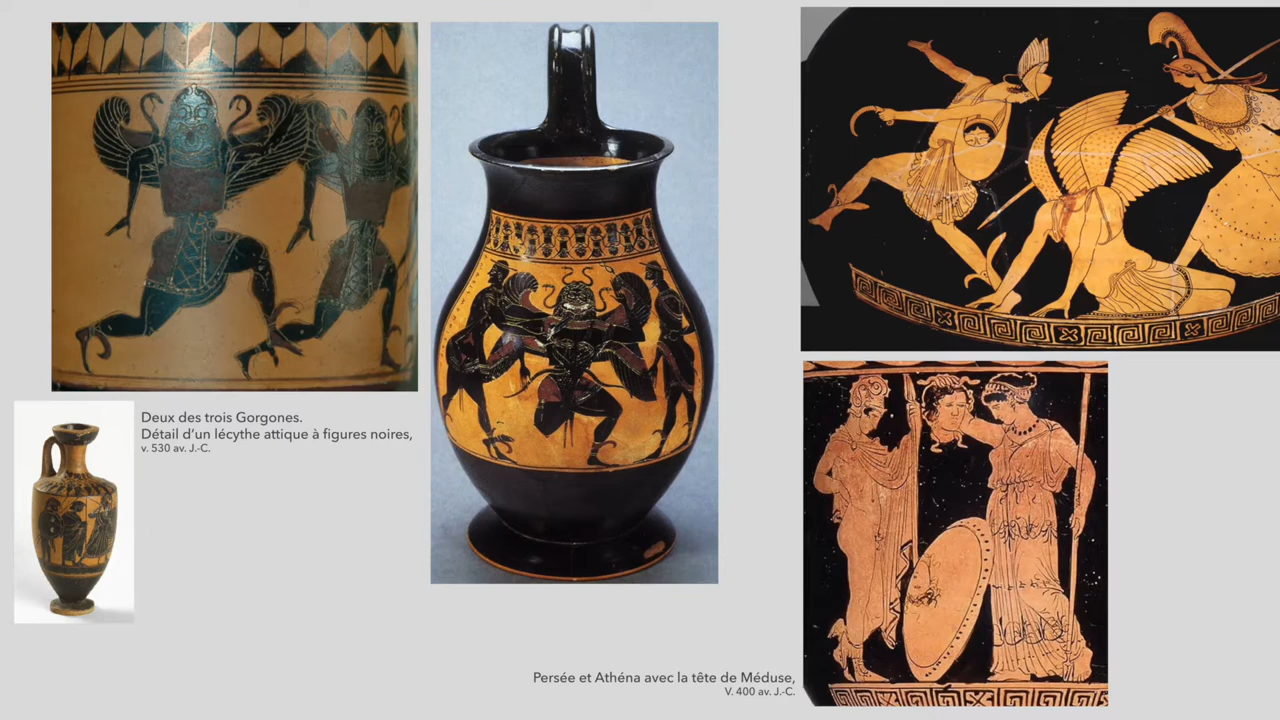 Deux des trois Gorgones.
Détail d'un lécythe attique à figures noires,
v. 530 av. J.-C.
Persée et Athéna avec la tête de Méduse,
V. 400 av. J.-C.